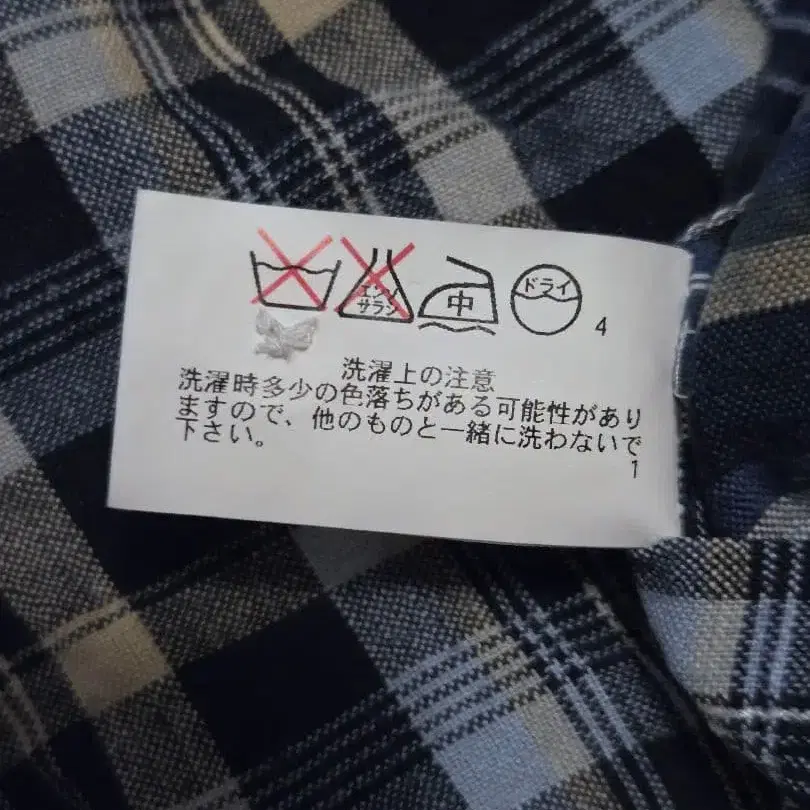 エンソ
サラシ
中
ドライ
4
洗濯上の注意
洗濯時多少の色落ちがある可能性があり
ますので、他のものと一緒に洗わないで
下さい。
1